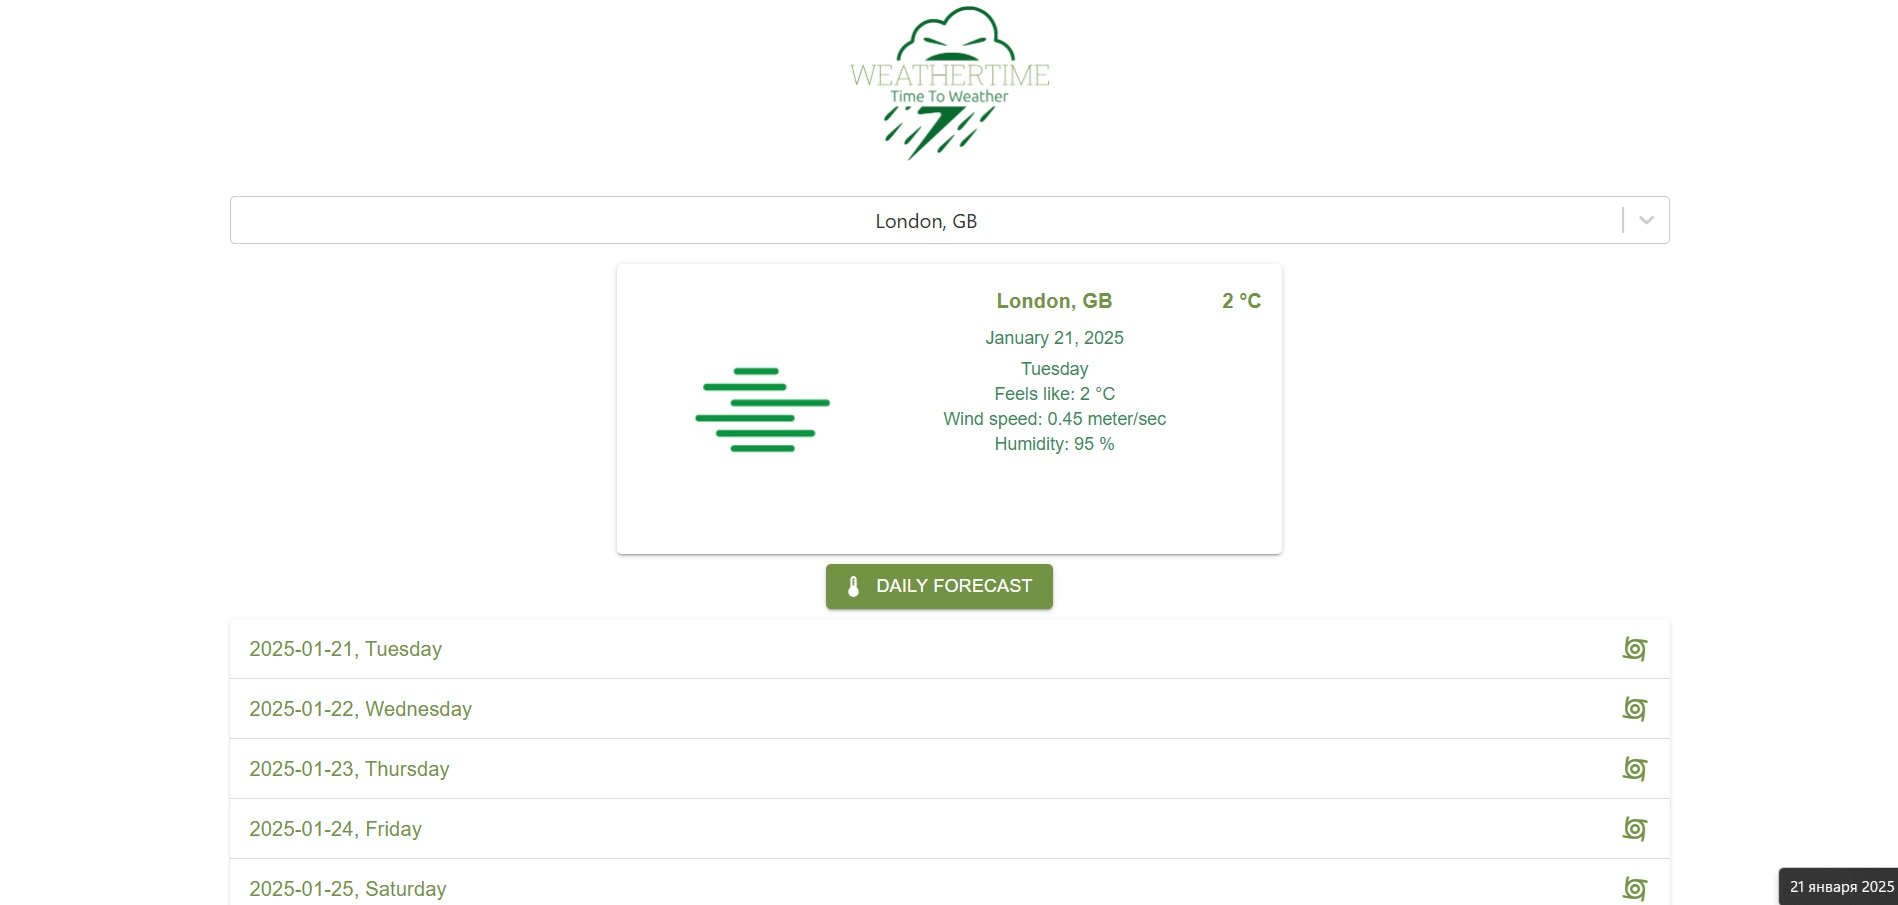 WEATHERTIME
Time To Weather
London, GB
London, GB 2 °C
January 21, 2025
Tuesday
Feels like: 2 °C
Wind speed: 0.45 meter/sec
Humidity: 95 %
DAILY FORECAST
2025-01-21, Tuesday
2025-01-22, Wednesday
2025-01-23, Thursday
2025-01-24, Friday
2025-01-25, Saturday
21 января 2025